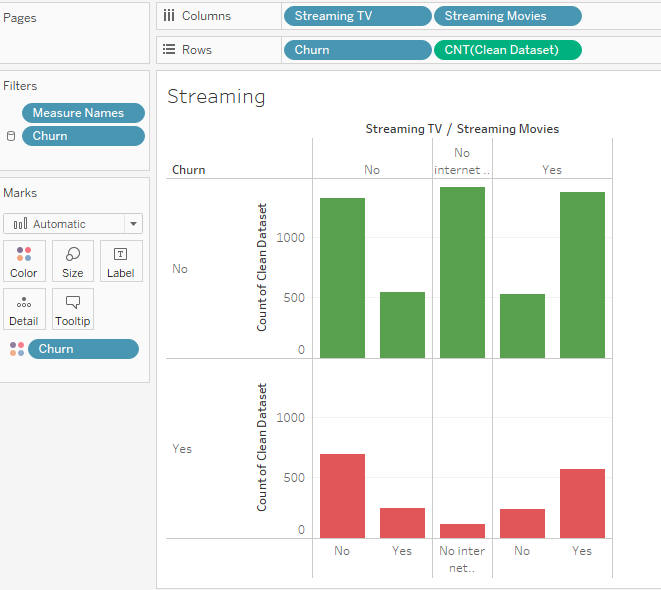 Pages
Columns
Streaming TV
Streaming Movies
Rows
Churn
CNT(Clean Dataset)
Filters
Measure Names
Churn
Marks
Automatic
Color
Size
Label
Detail
Tooltip
Churn
Streaming
Streaming TV / Streaming Movies
Churn
No
No
internet ..
Yes
No
Count of Clean Dataset
1000
500
0
Yes
Count of Clean Dataset
1000
500
0
No
Yes
No inter
net..
No
Yes